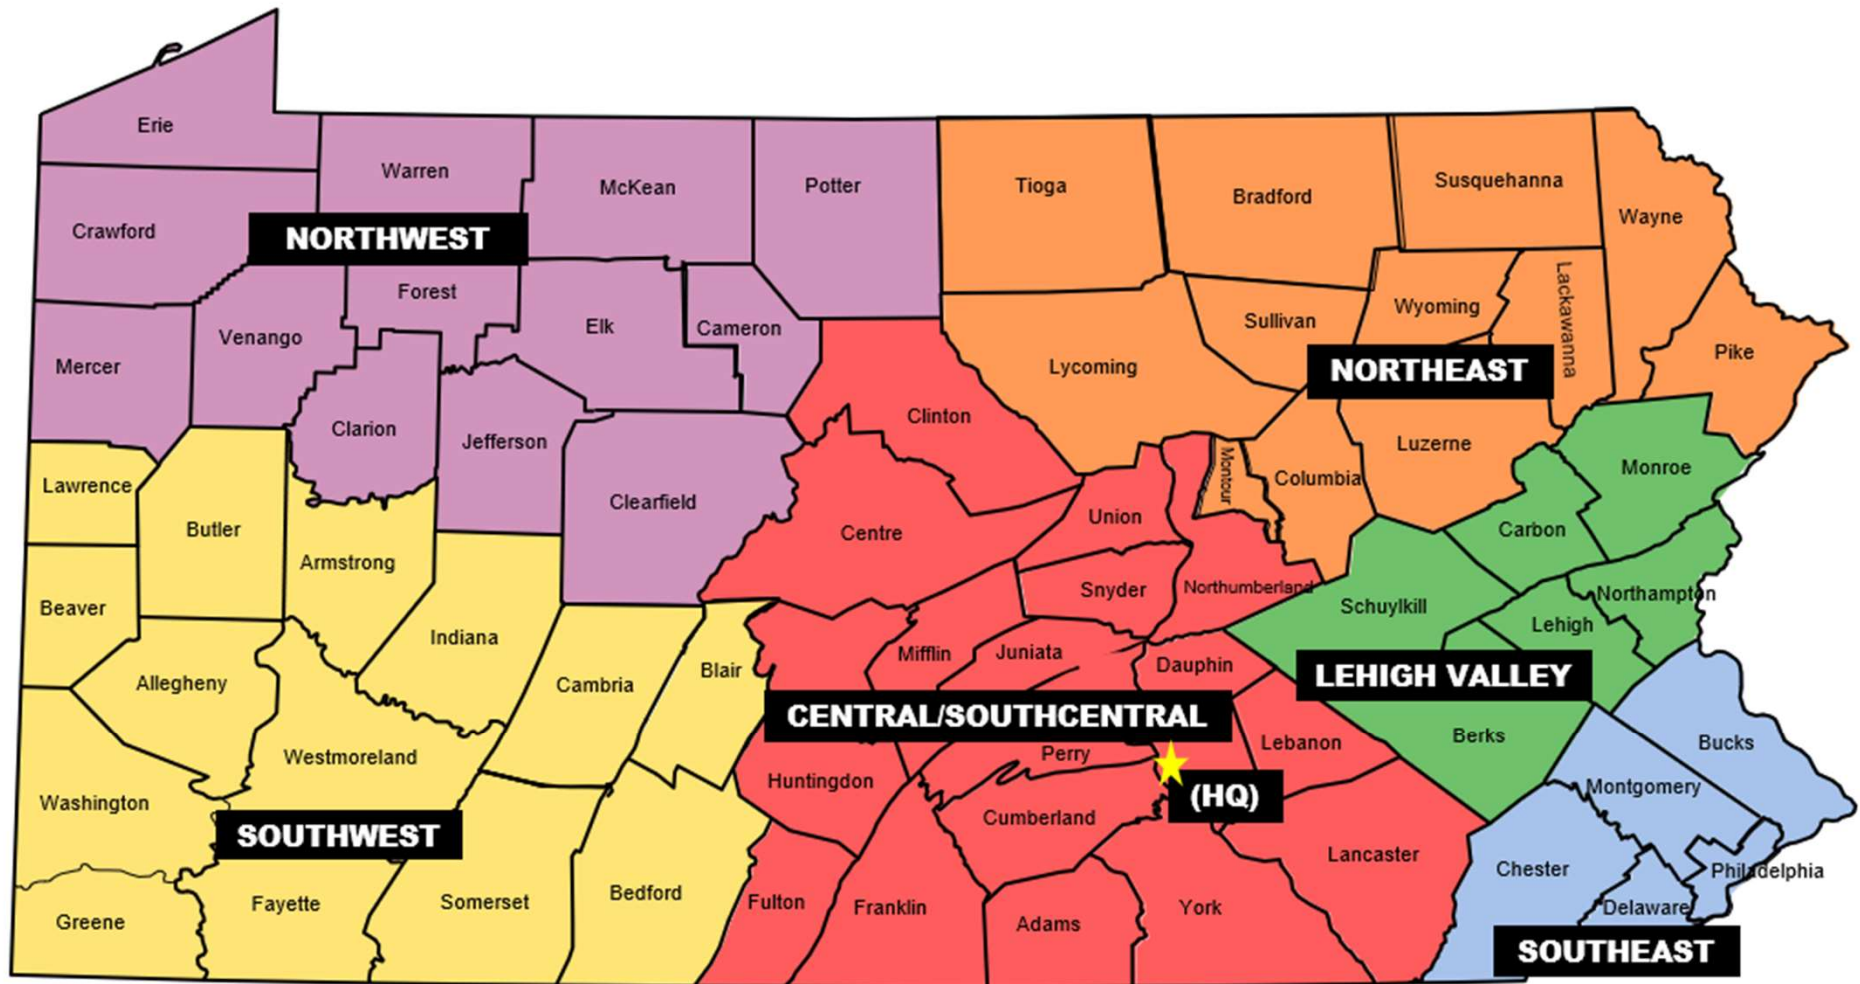 Erie
Warren
McKean
Potter
Tioga
Bradford
Susquehanna
Wayne
Crawford
NORTHWEST
Forest
Venango
Elk
Cameron
Mercer
Clarion
Jefferson
Clearfield
Lycoming
Sullivan
Wyoming
Lackawanna
Pike
NORTHEAST
Luzerne
Columbia
Montour
Clinton
Centre
Union
Snyder
Northumberland
Mifflin
Juniata
Dauphin
CENTRAL/SOUTHCENTRAL
Perry
Lebanon
(HQ)
Huntingdon
Cumberland
Lancaster
Fulton
Franklin
Adams
York
Monroe
Carbon
Northampton
Schuylkill
Lehigh
LEHIGH VALLEY
Berks
Bucks
Montgomery
Chester
Philadelphia
Delaware
SOUTHEAST
Lawrence
Butler
Armstrong
Beaver
Indiana
Allegheny
Cambria
Blair
Westmoreland
Washington
SOUTHWEST
Greene
Fayette
Somerset
Bedford